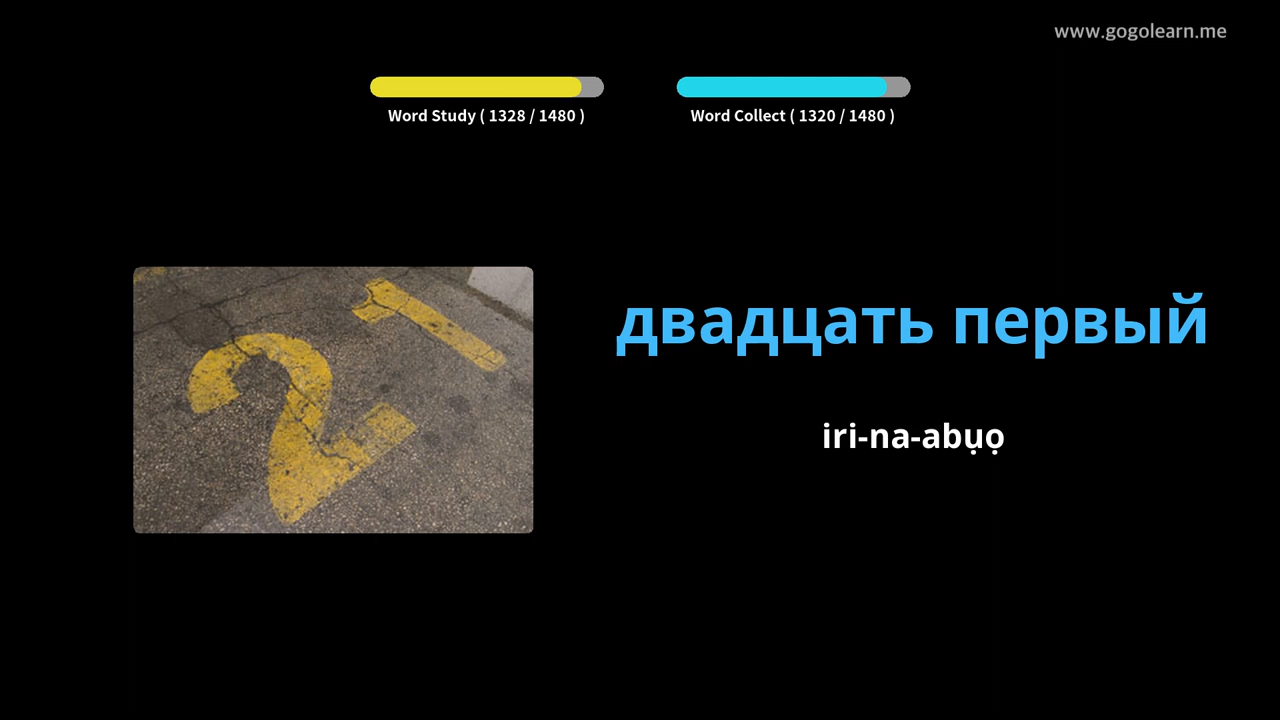 www.gogolearn.me
Word Study ( 1328 / 1480 )
Word Collect ( 1320 / 1480 )
21
двадцать первый
iri-na-abụọ